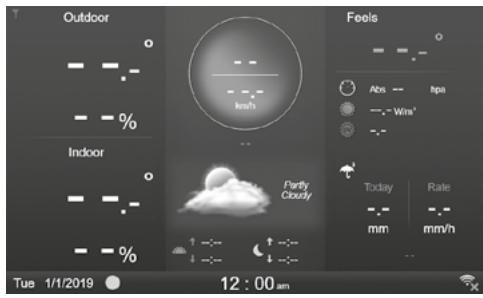 Outdoor
-- --.- °
-- -- %
Indoor
-- --.- °
-- -- %
-- --
-- --.-
km/h
-- --
Partly
Cloudy
↑ --:-- ↑ --:--
↓ --:-- ↓ --:--
Feels
-- --.- °
Abs -- hpa
--.- W/m²
--.-
Today Rate
--.- --.-
mm mm/h
-- --
Tue 1/1/2019 12 : 00 am